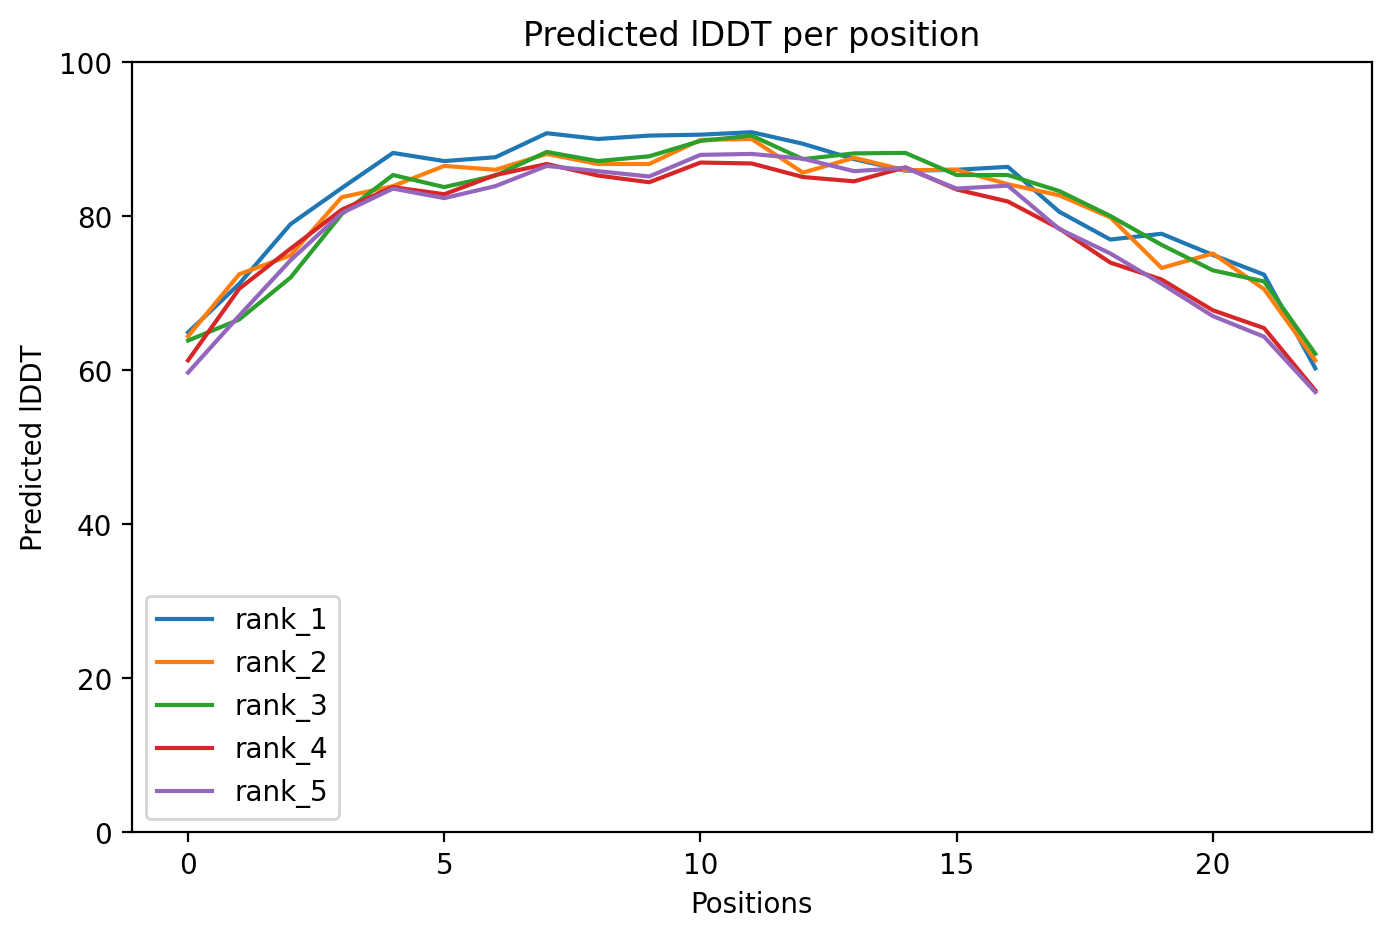 Predicted lDDT per position
100
80
60
40
20
0
Predicted lDDT
rank_1
rank_2
rank_3
rank_4
rank_5
0 5 10 15 20
Positions